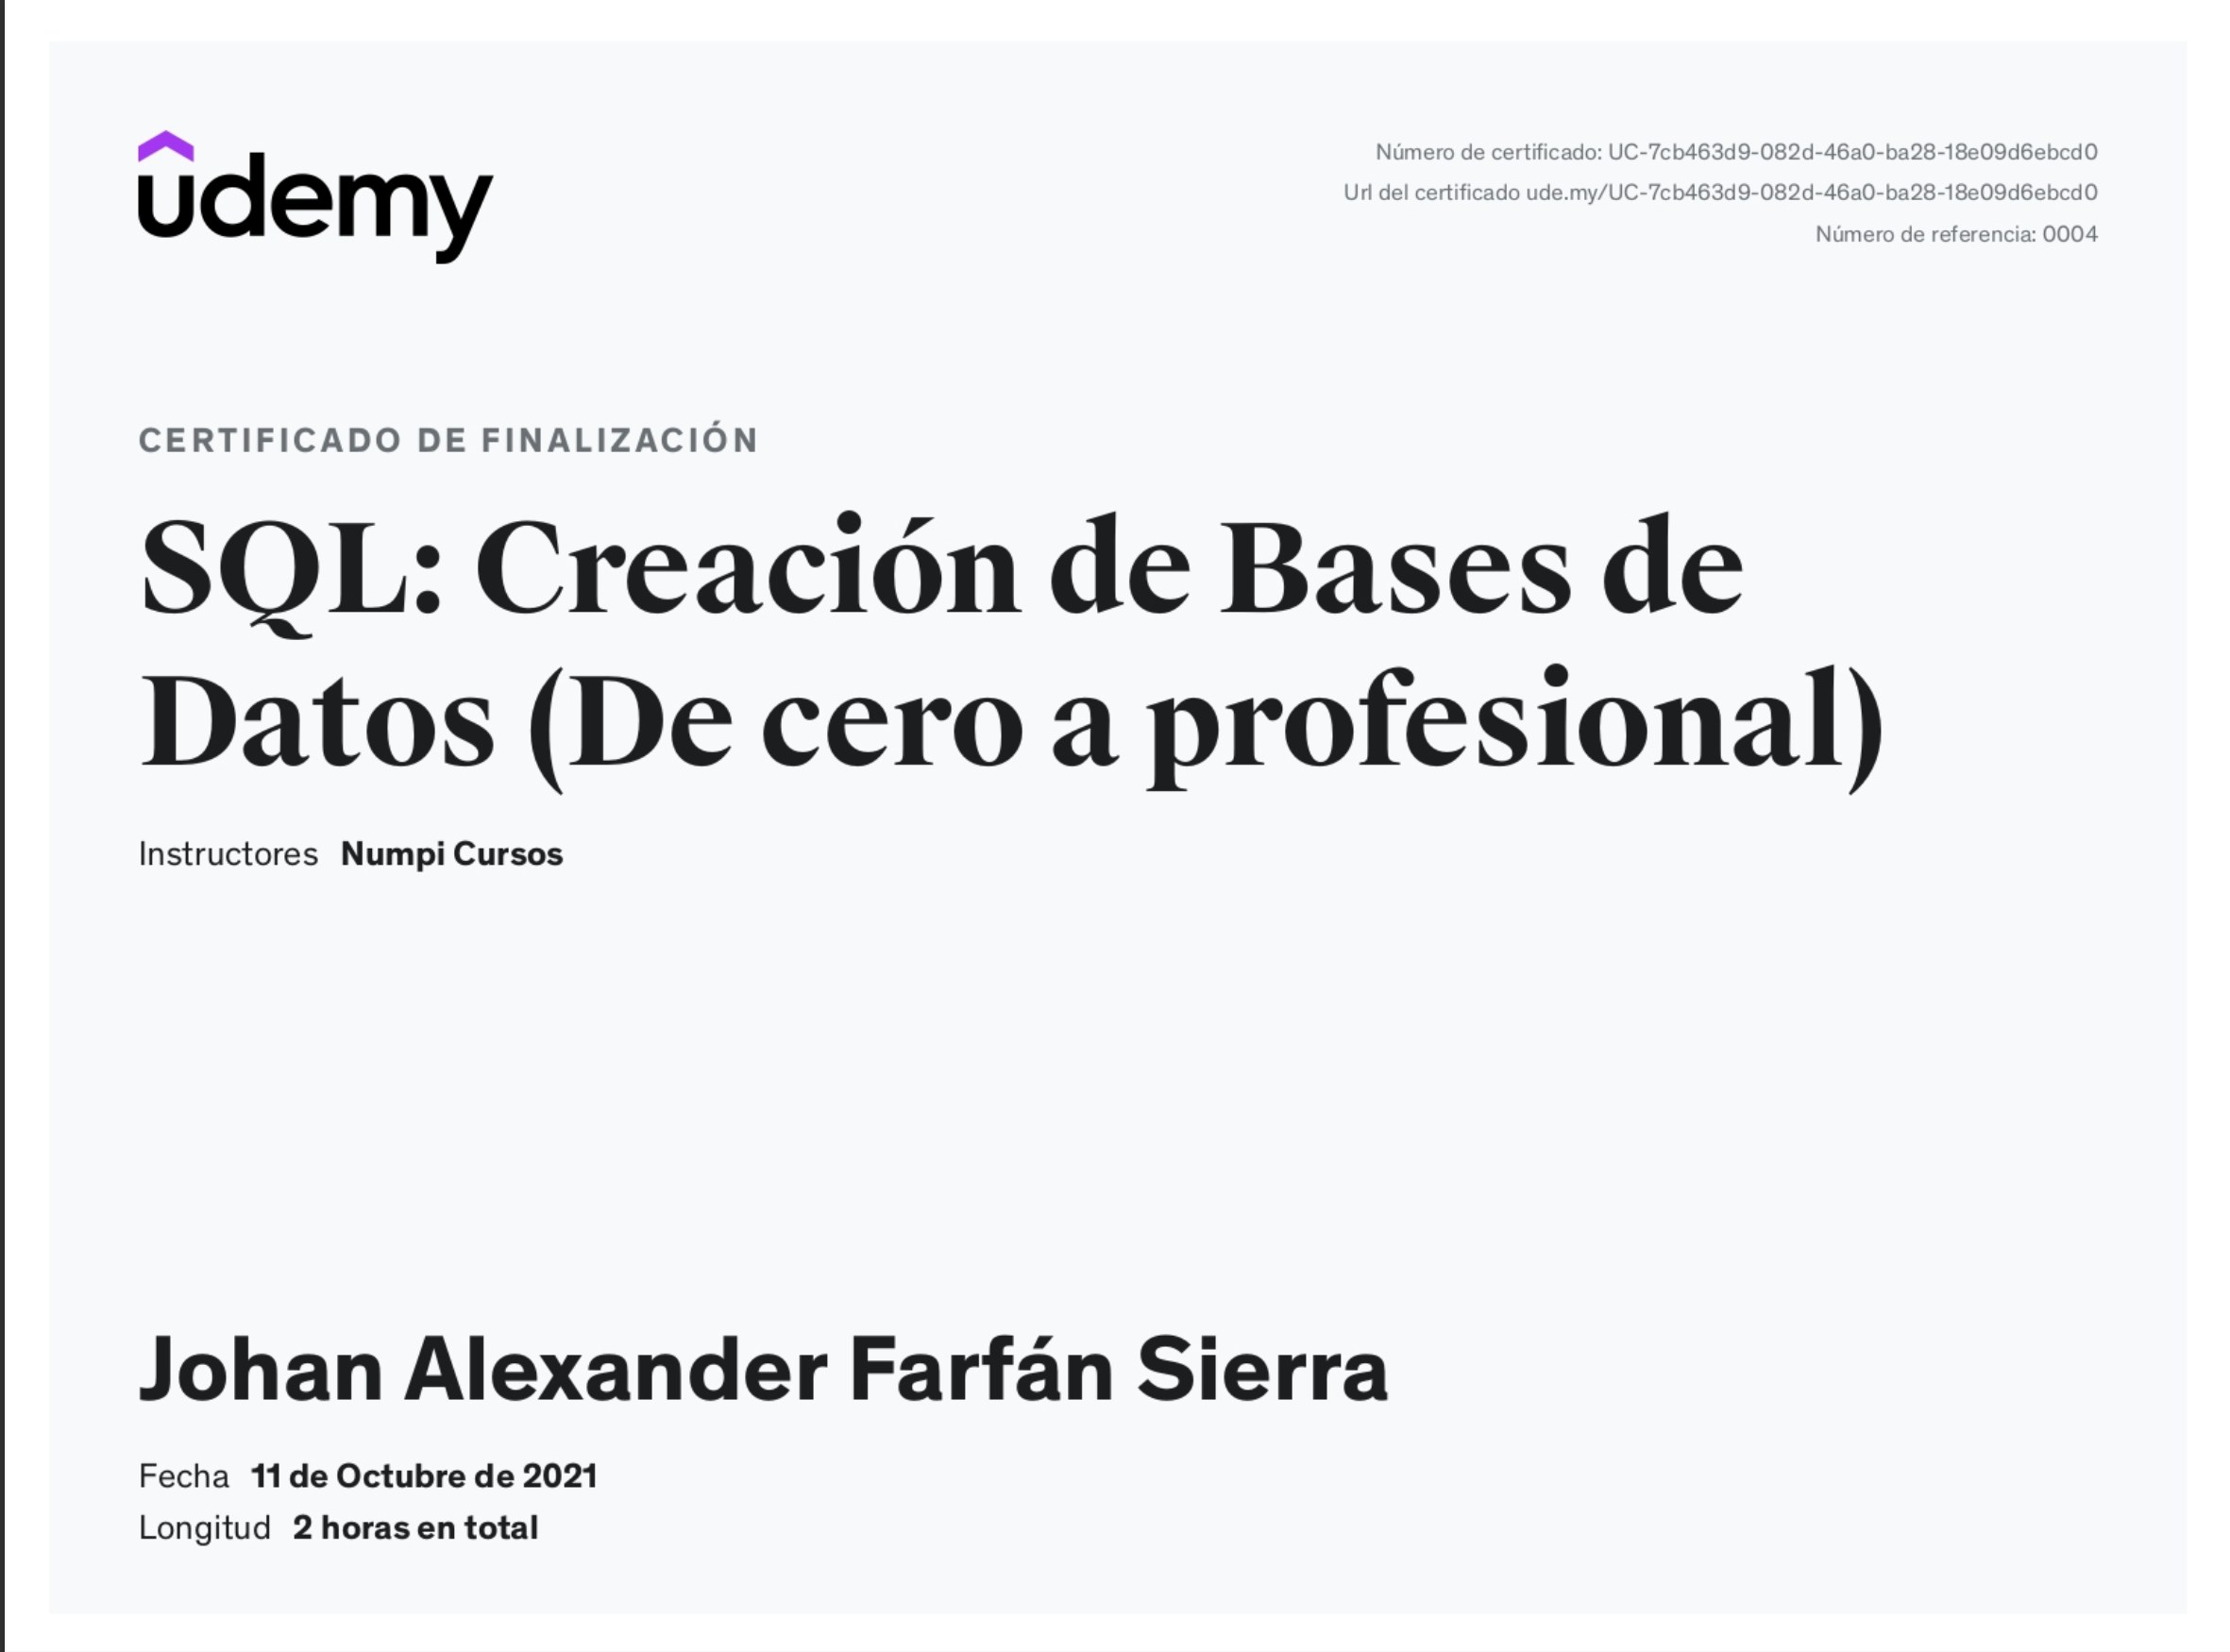 udemy
Número de certificado: UC-7cb463d9-082d-46a0-ba28-18e09d6ebcd0
Url del certificado ude.my/UC-7cb463d9-082d-46a0-ba28-18e09d6ebcd0
Número de referencia: 0004
CERTIFICADO DE FINALIZACIÓN
SQL: Creación de Bases de
Datos (De cero a profesional)
Instructores Numpi Cursos
Johan Alexander Farfán Sierra
Fecha 11 de Octubre de 2021
Longitud 2 horas en total